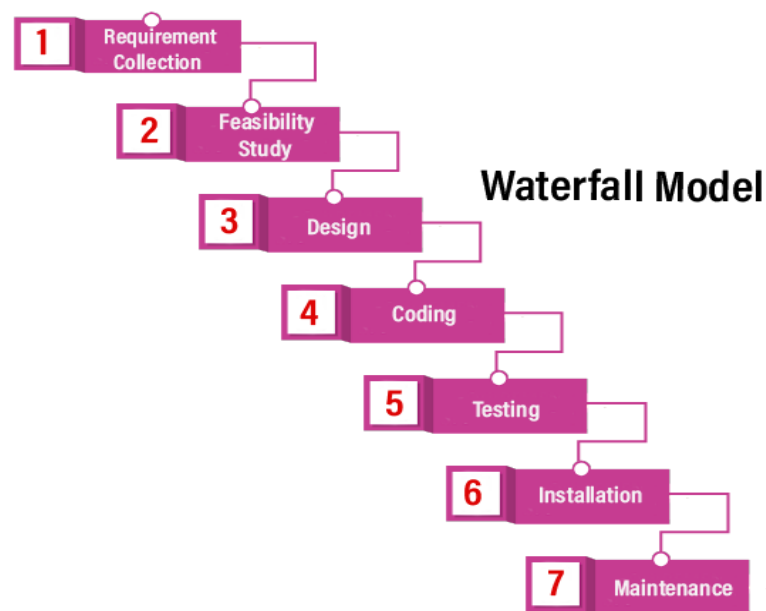 1
Requirement
Collection
2
Feasibility
Study
Waterfall Model
3
Design
4
Coding
5
Testing
6
Installation
7
Maintenance